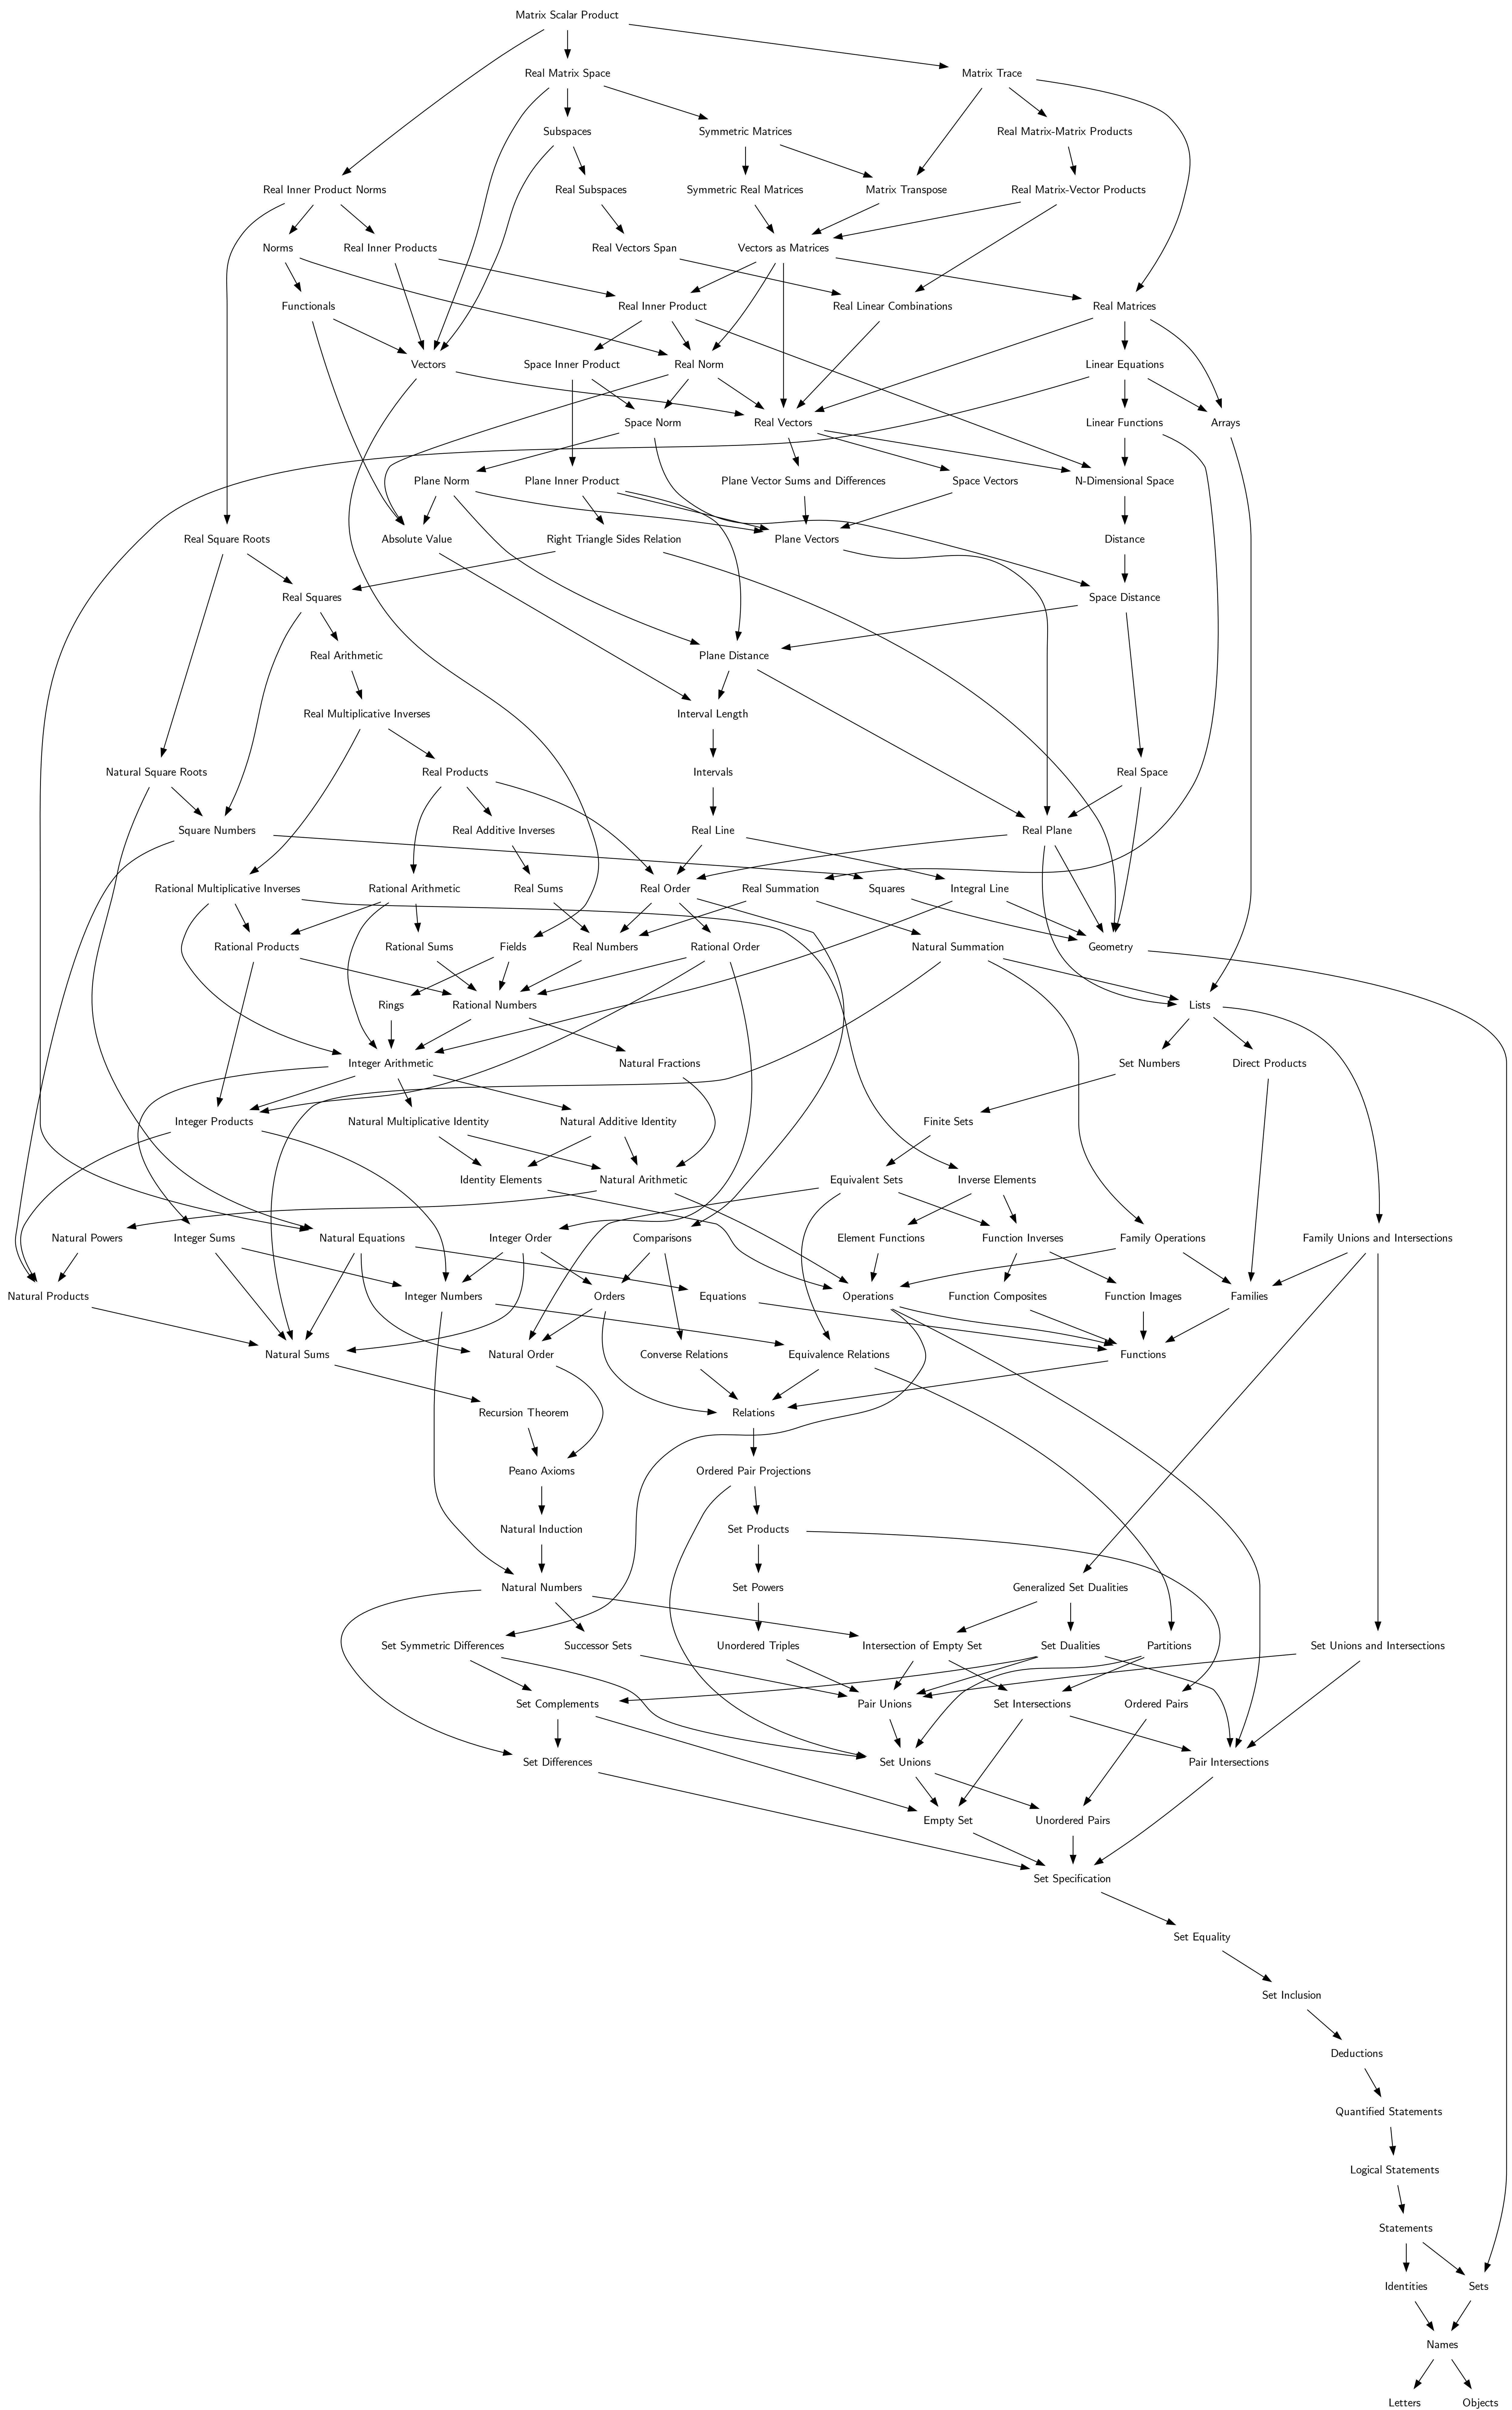 Matrix Scalar Product
Real Matrix Space
Matrix Trace
Subspaces
Symmetric Matrices
Real Matrix-Matrix Products
Real Inner Product Norms
Real Subspaces
Symmetric Real Matrices
Matrix Transpose
Real Matrix-Vector Products
Norms
Real Inner Products
Real Vectors Span
Vectors as Matrices
Functionals
Real Inner Product
Real Linear Combinations
Real Matrices
Vectors
Space Inner Product
Real Norm
Linear Equations
Space Norm
Real Vectors
Linear Functions
Arrays
Plane Norm
Plane Inner Product
Plane Vector Sums and Differences
Space Vectors
N-Dimensional Space
Real Square Roots
Absolute Value
Right Triangle Sides Relation
Plane Vectors
Distance
Real Squares
Space Distance
Real Arithmetic
Plane Distance
Real Multiplicative Inverses
Interval Length
Natural Square Roots
Real Products
Intervals
Real Space
Square Numbers
Real Additive Inverses
Real Line
Real Plane
Rational Multiplicative Inverses
Rational Arithmetic
Real Sums
Real Order
Real Summation
Squares
Integral Line
Rational Products
Rational Sums
Fields
Real Numbers
Rational Order
Natural Summation
Geometry
Rings
Rational Numbers
Lists
Integer Arithmetic
Natural Fractions
Set Numbers
Direct Products
Integer Products
Natural Multiplicative Identity
Natural Additive Identity
Finite Sets
Identity Elements
Natural Arithmetic
Equivalent Sets
Inverse Elements
Natural Powers
Integer Sums
Natural Equations
Integer Order
Comparisons
Element Functions
Function Inverses
Family Operations
Family Unions and Intersections
Natural Products
Integer Numbers
Orders
Equations
Operations
Function Composites
Function Images
Families
Natural Sums
Natural Order
Converse Relations
Equivalence Relations
Functions
Recursion Theorem
Relations
Peano Axioms
Ordered Pair Projections
Natural Induction
Set Products
Natural Numbers
Set Powers
Generalized Set Dualities
Set Symmetric Differences
Successor Sets
Unordered Triples
Intersection of Empty Set
Set Dualities
Partitions
Set Unions and Intersections
Set Complements
Pair Unions
Set Intersections
Ordered Pairs
Set Differences
Set Unions
Pair Intersections
Empty Set
Unordered Pairs
Set Specification
Set Equality
Set Inclusion
Deductions
Quantified Statements
Logical Statements
Statements
Identities
Sets
Names
Letters
Objects